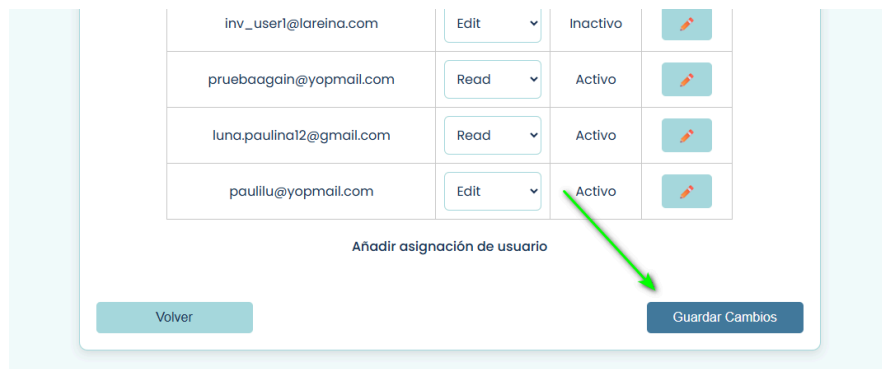 inv_user1@lareina.com Edit Inactivo
pruebaagain@yopmail.com Read Activo
luna.paulina12@gmail.com Read Activo
paulilu@yopmail.com Edit Activo
Añadir asignación de usuario
Volver Guardar Cambios